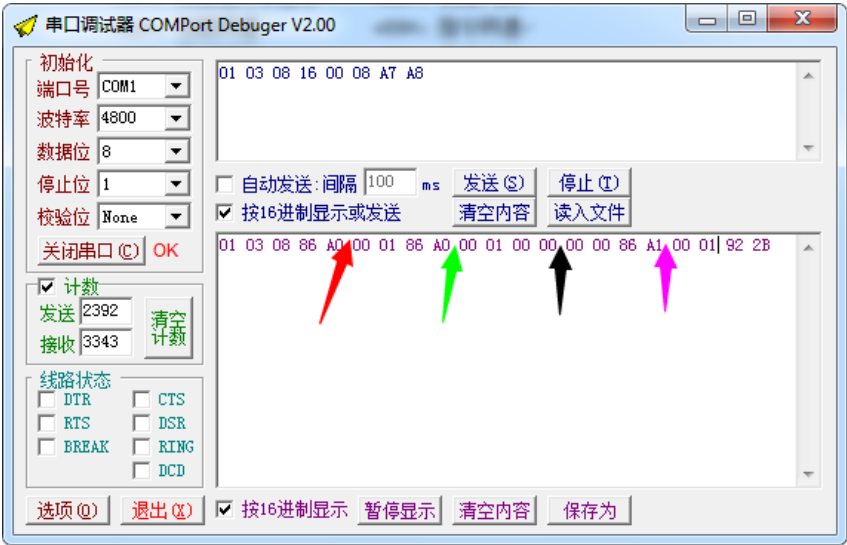 串口调试器 COMPort Debuger V2.00
初始化
端口号 COM1
波特率 4800
数据位 8
停止位 1
校验位 None
关闭串口(C) OK
计数
发送 2392
接收 3343
清空
计数
线路状态
DTR CTS
RTS DSR
BREAK RING
DCD
01 03 08 16 00 08 A7 A8
自动发送:间隔 100 ms 发送(S) 停止(T)
按16进制显示或发送 清空内容 读入文件
01 03 08 86 A0 00 01 86 A0 00 01 00 00 00 00 86 A1 00 01 92 2B
选项(O) 退出(X) 按16进制显示 暂停显示 清空内容 保存为